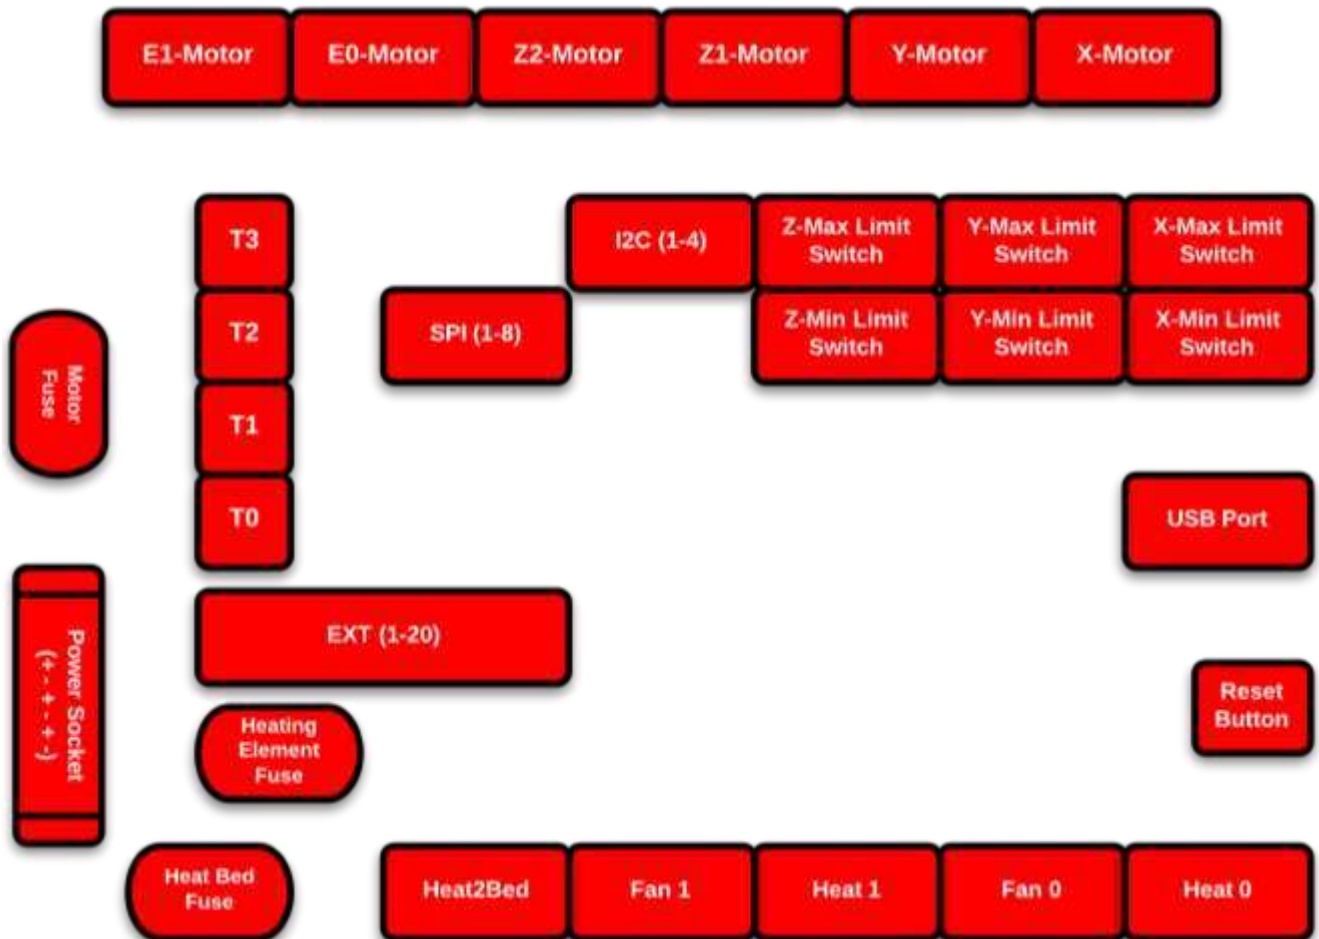 E1-Motor
E0-Motor
Z2-Motor
Z1-Motor
Y-Motor
X-Motor
T3
I2C (1-4)
Z-Max Limit
Switch
Y-Max Limit
Switch
X-Max Limit
Switch
T2
SPI (1-8)
Z-Min Limit
Switch
Y-Min Limit
Switch
X-Min Limit
Switch
Motor
Fuse
T1
T0
USB Port
Power Socket
(+ - + - + -)
EXT (1-20)
Reset
Button
Heating
Element
Fuse
Heat Bed
Fuse
Heat2Bed
Fan 1
Heat 1
Fan 0
Heat 0